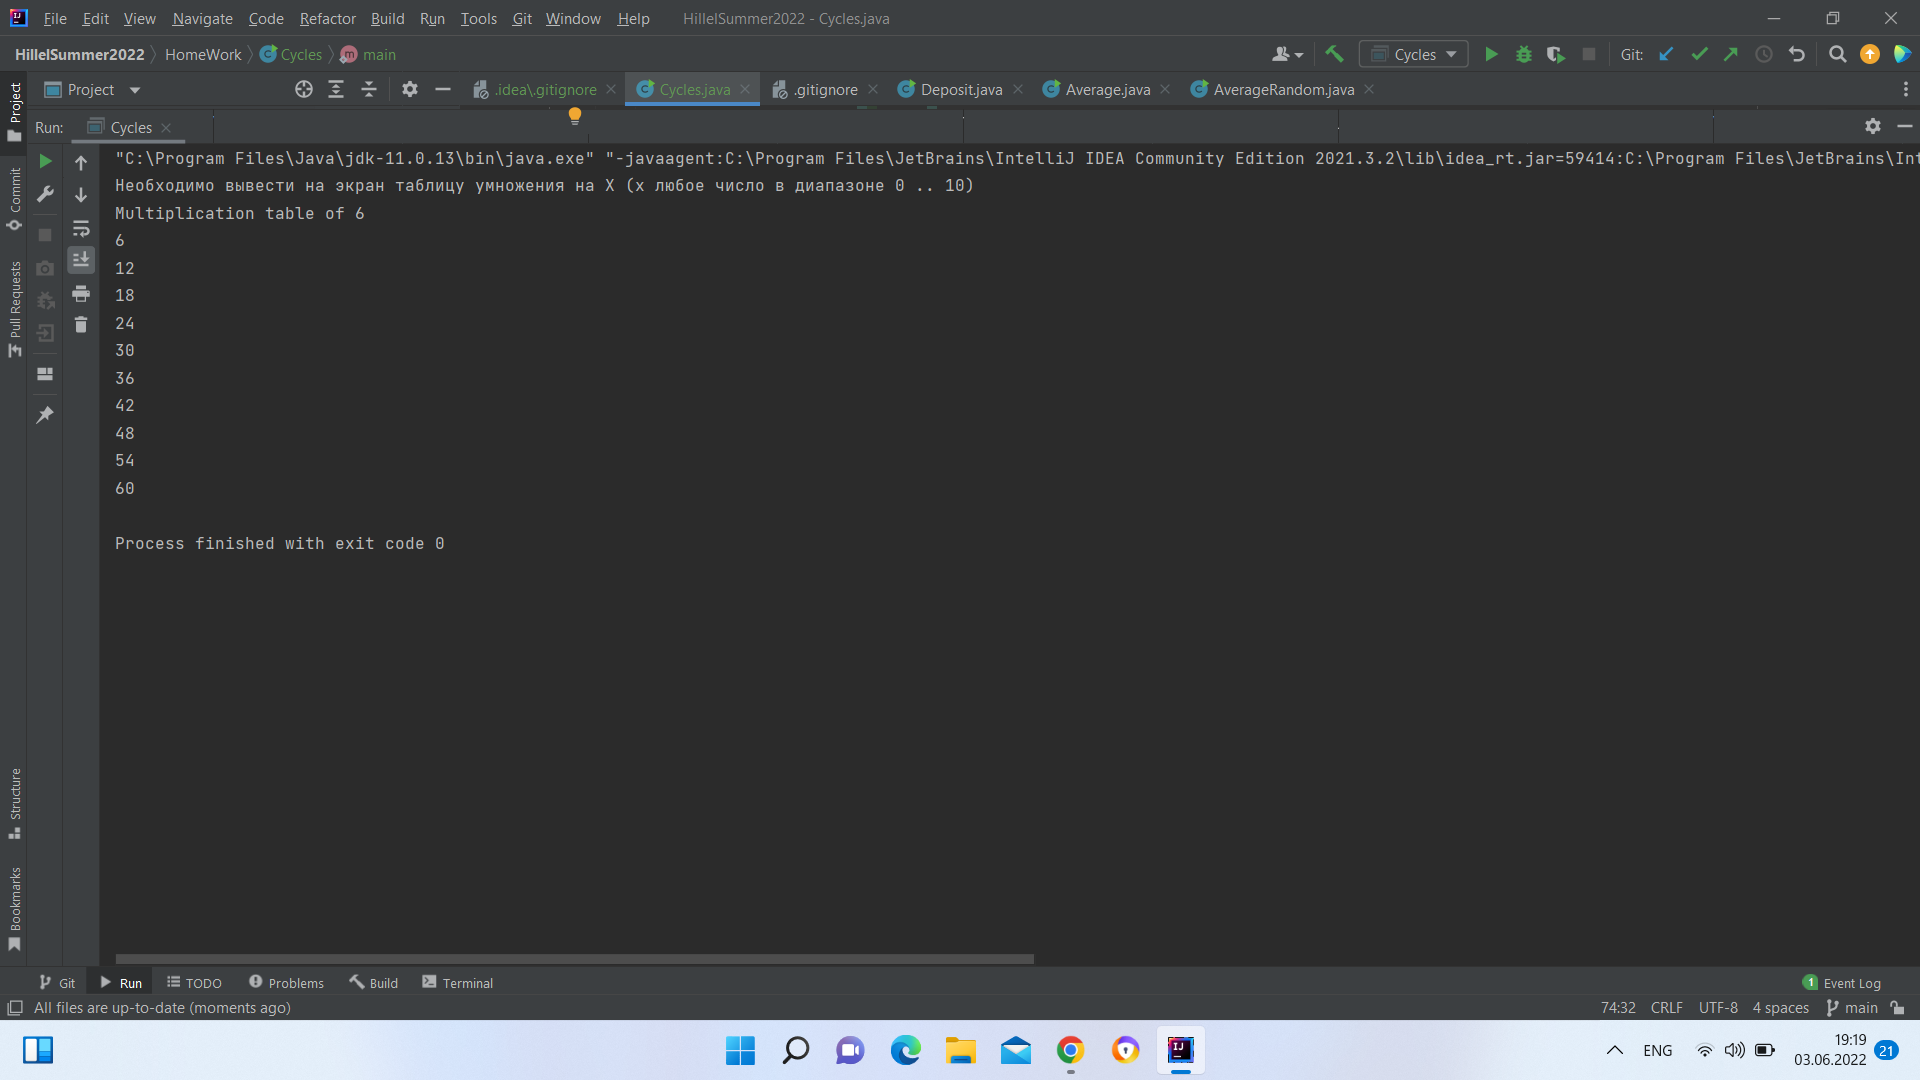 File Edit View Navigate Code Refactor Build Run Tools Git Window Help HillelSummer2022 - Cycles.java
HillelSummer2022 HomeWork Cycles main Cycles Git:
Project .idea\.gitignore Cycles.java .gitignore Deposit.java Average.java AverageRandom.java
Run: Cycles
Project
Commit
Pull Requests
Structure
Bookmarks
"C:\Program Files\Java\jdk-11.0.13\bin\java.exe" "-javaagent:C:\Program Files\JetBrains\IntelliJ IDEA Community Edition 2021.3.2\lib\idea_rt.jar=59414:C:\Program Files\JetBrains\Int
Необходимо вывести на экран таблицу умножения на X (x любое число в диапазоне 0 .. 10)
Multiplication table of 6
6
12
18
24
30
36
42
48
54
60
Process finished with exit code 0
Git Run TODO Problems Build Terminal 1 Event Log
All files are up-to-date (moments ago) 74:32 CRLF UTF-8 4 spaces main
ENG 19:19
03.06.2022 21